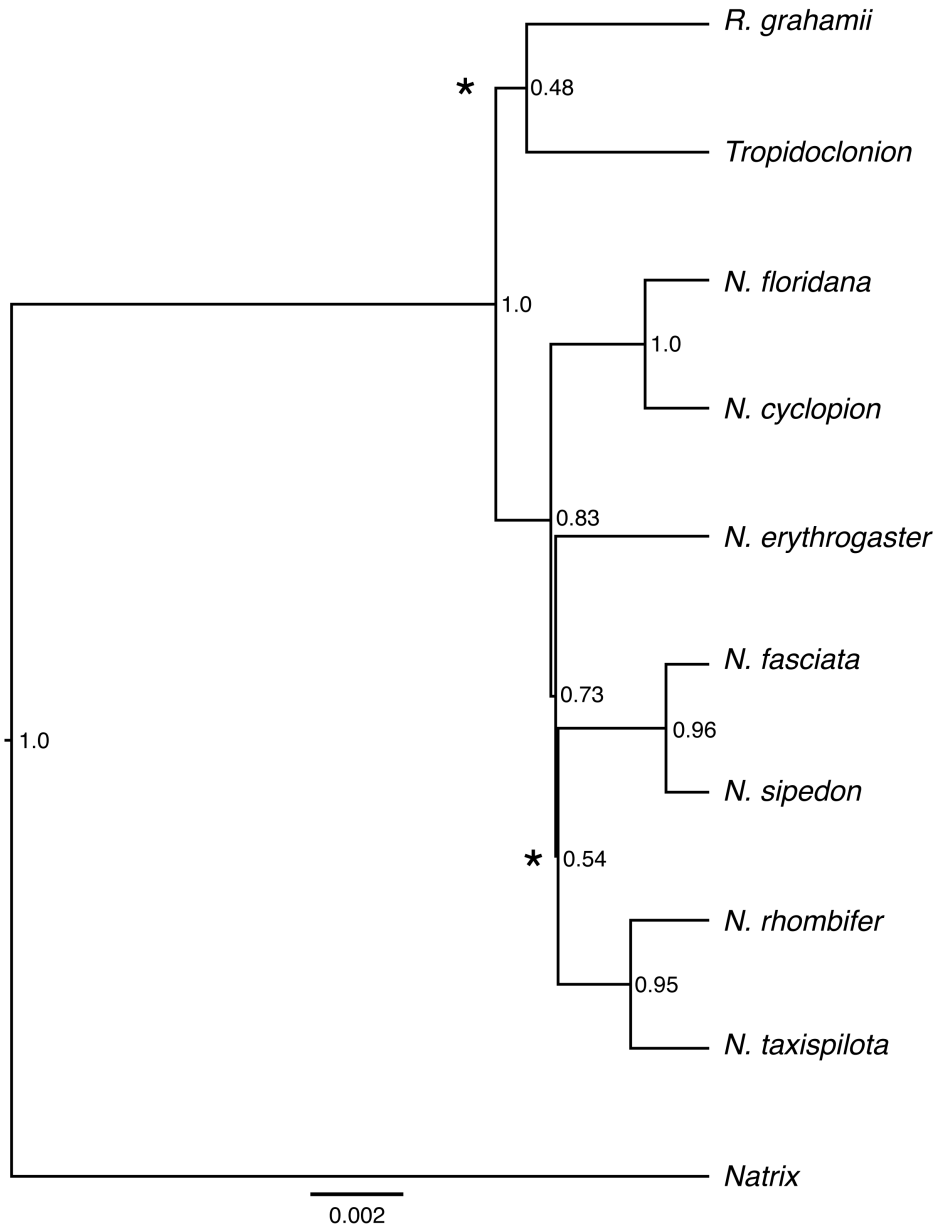 R. grahamii
*
0.48
Tropidoclonion
N. floridana
1.0
1.0
N. cyclopion
0.83
N. erythrogaster
N. fasciata
0.73
0.96
1.0
N. sipedon
*
0.54
N. rhombifer
0.95
N. taxispilota
Natrix
0.002